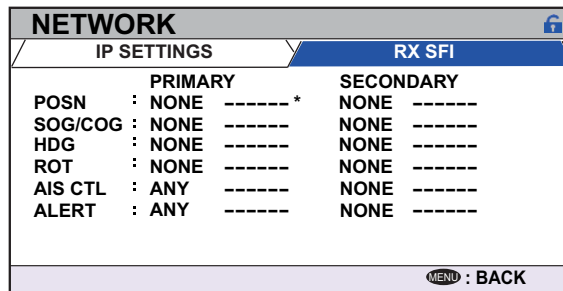 NETWORK
IP SETTINGS RX SFI
PRIMARY SECONDARY
POSN : NONE ------ * NONE ------
SOG/COG : NONE ------ NONE ------
HDG : NONE ------ NONE ------
ROT : NONE ------ NONE ------
AIS CTL : ANY ------ NONE ------
ALERT : ANY ------ NONE ------
MENU : BACK